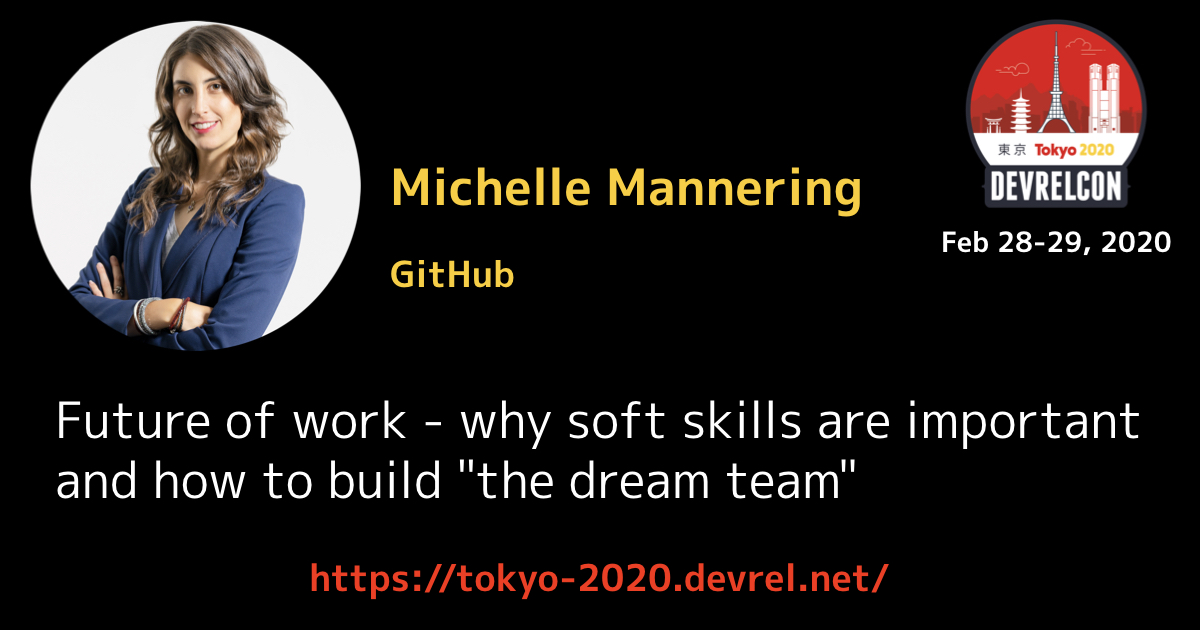 東京 Tokyo 2020
DEVRELCON
Feb 28-29, 2020
Michelle Mannering
GitHub
Future of work - why soft skills are important
and how to build "the dream team"
https://tokyo-2020.devrel.net/